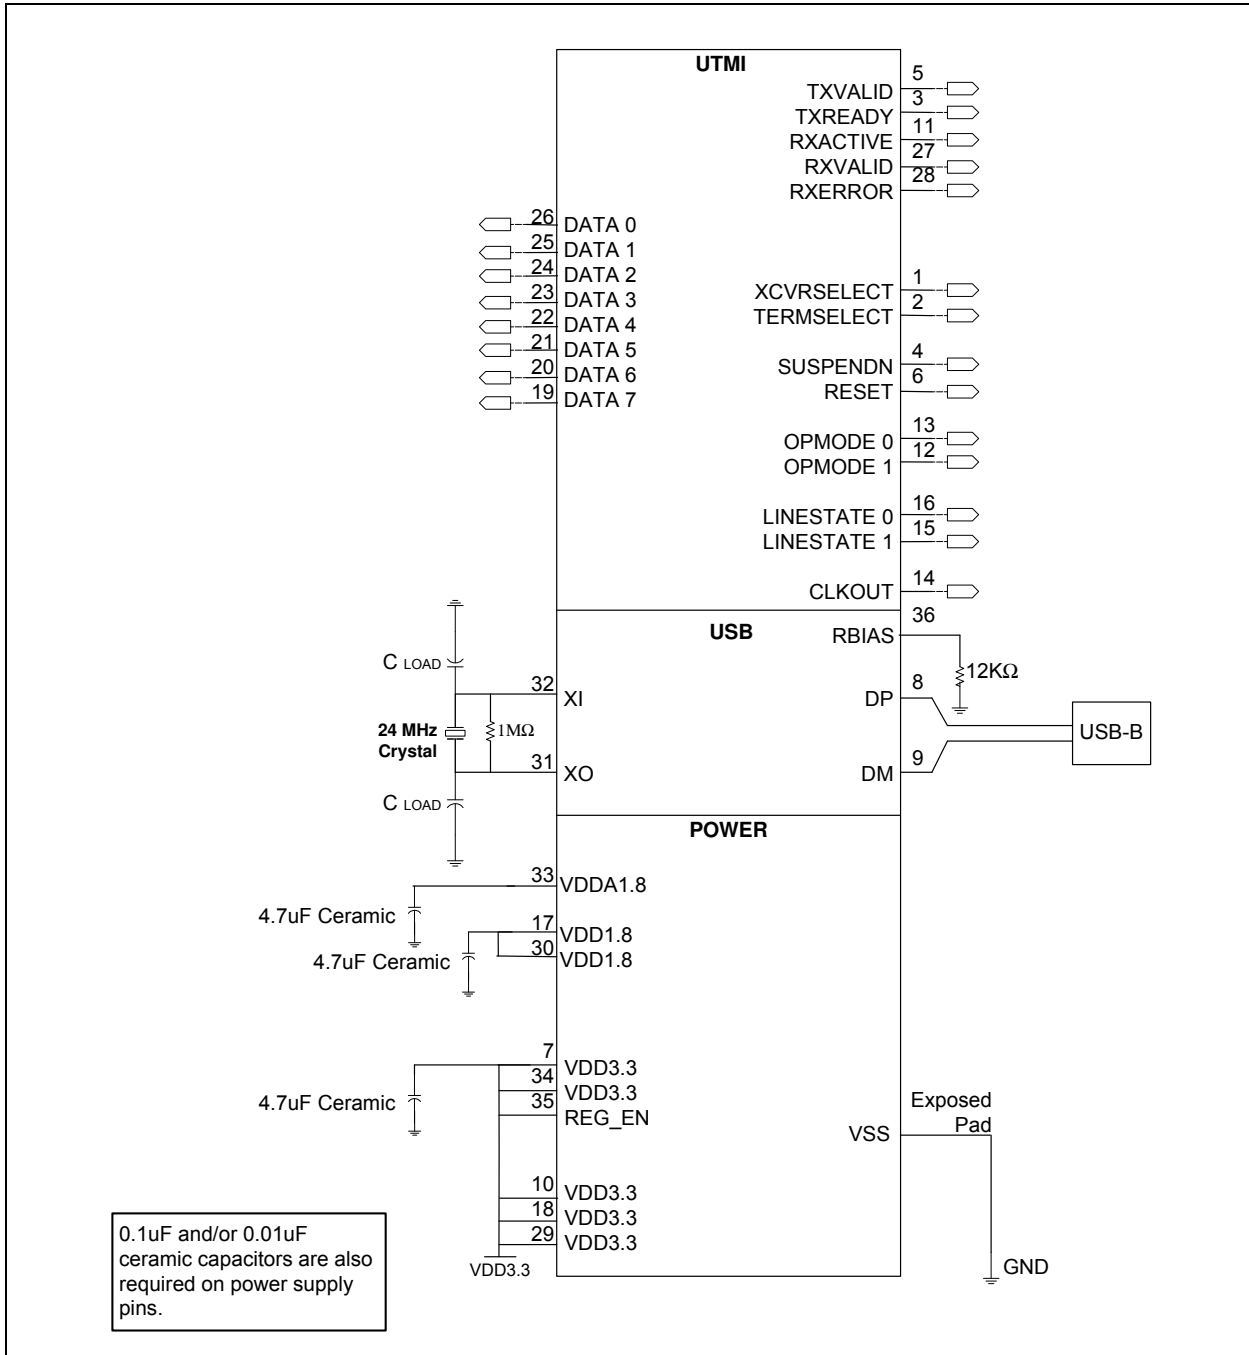 UTMI
5
TXVALID
3
TXREADY
11
RXACTIVE
27
RXVALID
28
RXERROR
26 DATA 0
25 DATA 1
24 DATA 2
23 DATA 3
22 DATA 4
21 DATA 5
20 DATA 6
19 DATA 7
1
XCVRSELECT
2
TERMSELECT
4
SUSPENDN
6
RESET
13
OPMODE 0
12
OPMODE 1
16
LINESTATE 0
15
LINESTATE 1
14
CLKOUT
USB
36
RBIAS
12KΩ
C LOAD
32
XI
24 MHz
Crystal
1MΩ
31
XO
C LOAD
8
DP
9
DM
USB-B
POWER
33
VDDA1.8
4.7uF Ceramic
17
VDD1.8
30
VDD1.8
4.7uF Ceramic
7
VDD3.3
34
VDD3.3
35
REG_EN
4.7uF Ceramic
10
VDD3.3
18
VDD3.3
29
VDD3.3
VDD3.3
Exposed
Pad
VSS
GND
0.1uF and/or 0.01uF
ceramic capacitors are also
required on power supply
pins.